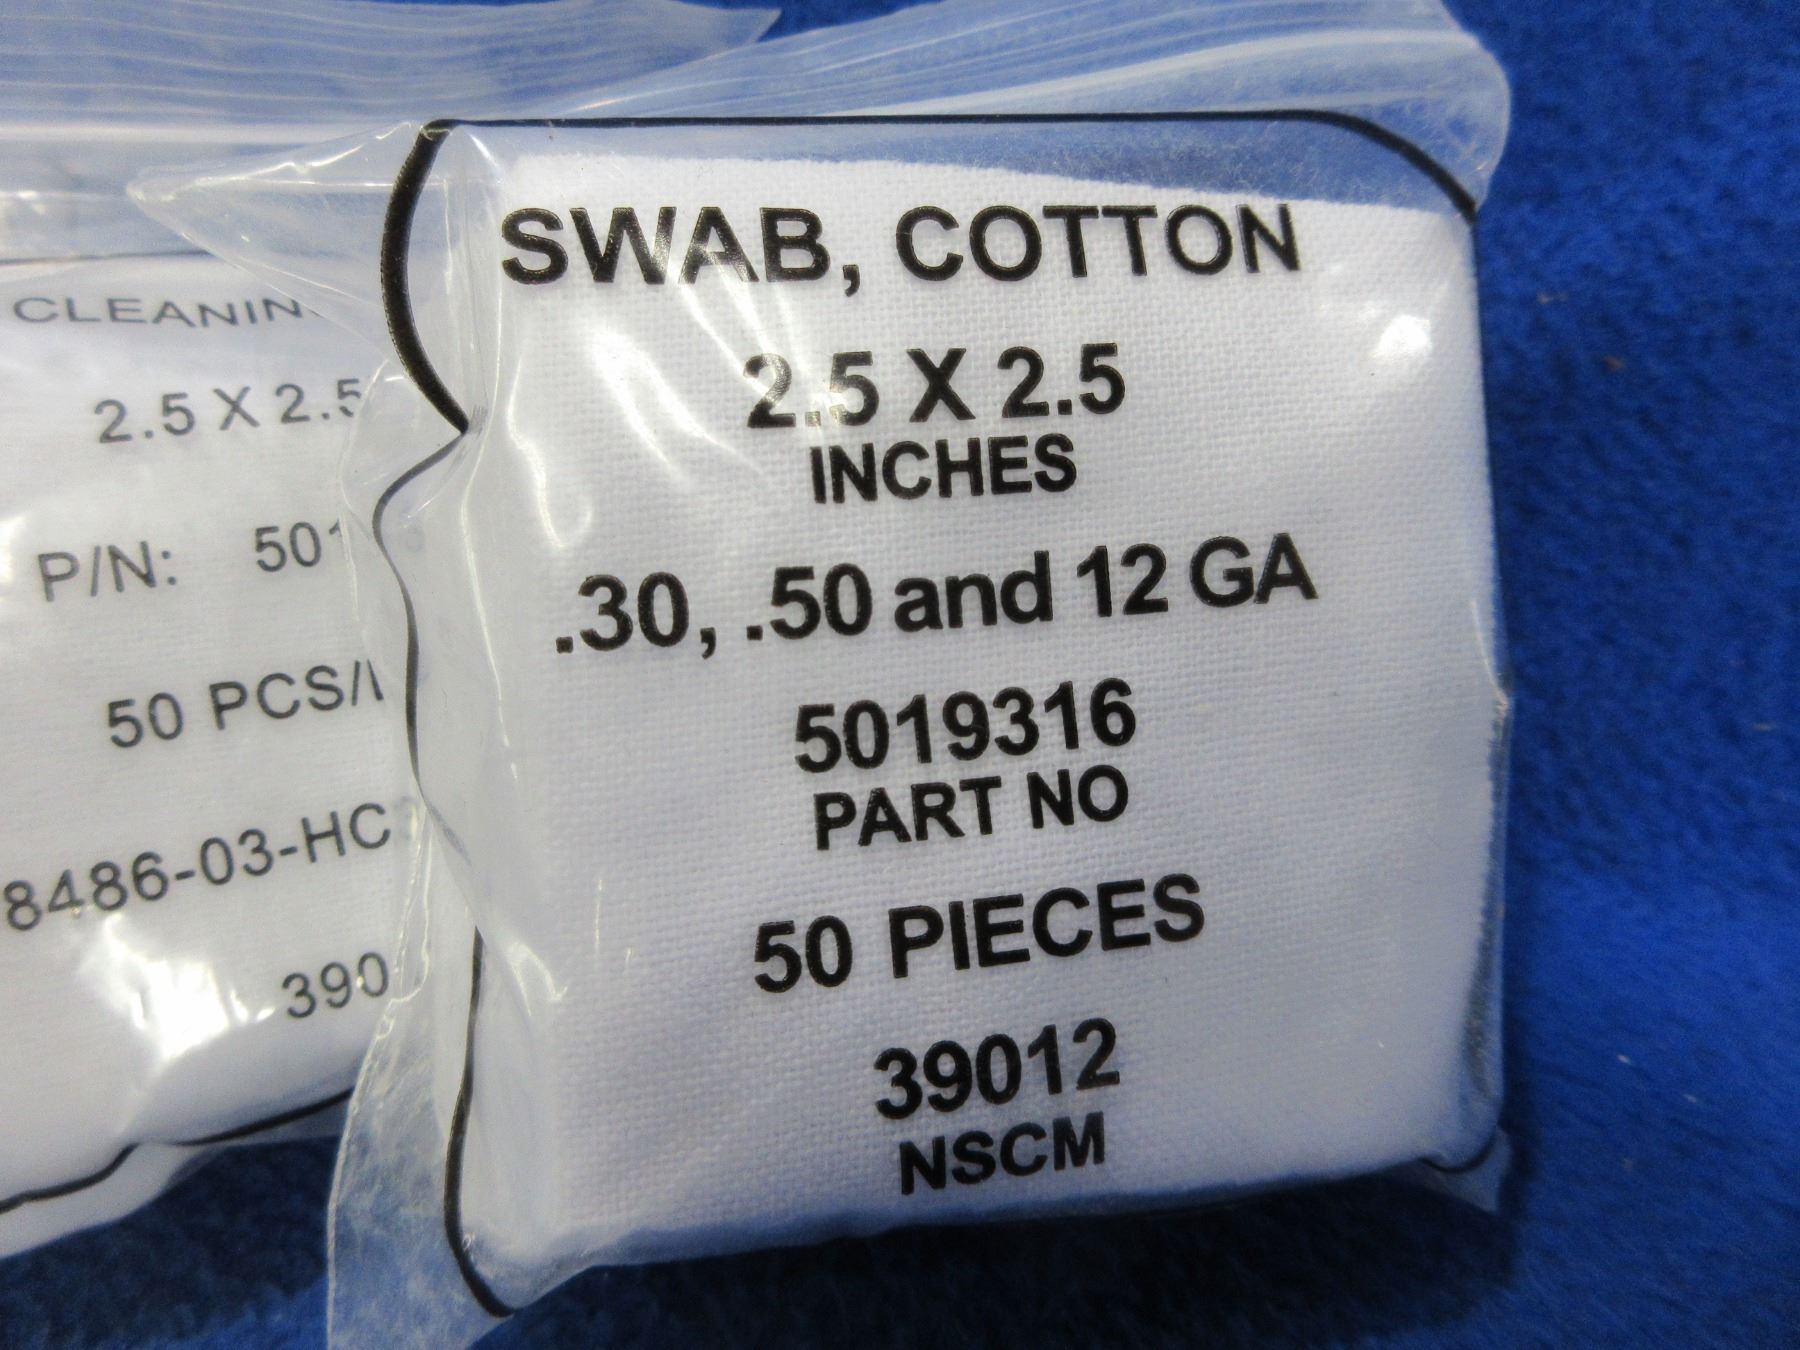 SWAB, COTTON
2.5 X 2.5
INCHES
.30, .50 and 12 GA
5019316
PART NO
50 PIECES
39012
NSCM
CLEANIN
2.5 X 2.5
P/N: 501
50 PCS/
8486-03-HC
390